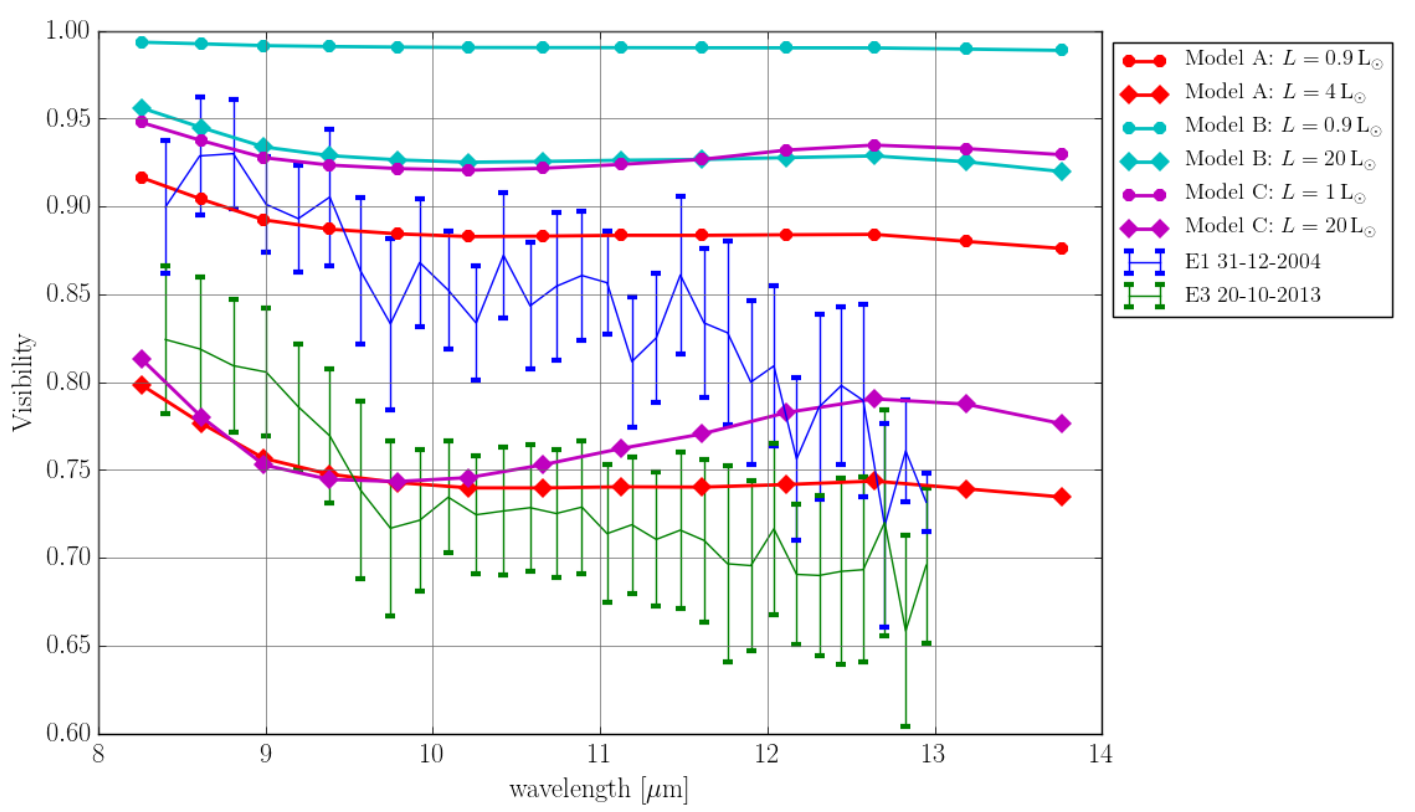 1.00
0.95
0.90
0.85
0.80
0.75
0.70
0.65
0.60
Visibility
8
9
10
11
12
13
14
wavelength [μm]
Model A: L = 0.9 L⊙
Model A: L = 4 L⊙
Model B: L = 0.9 L⊙
Model B: L = 20 L⊙
Model C: L = 1 L⊙
Model C: L = 20 L⊙
E1 31-12-2004
E3 20-10-2013